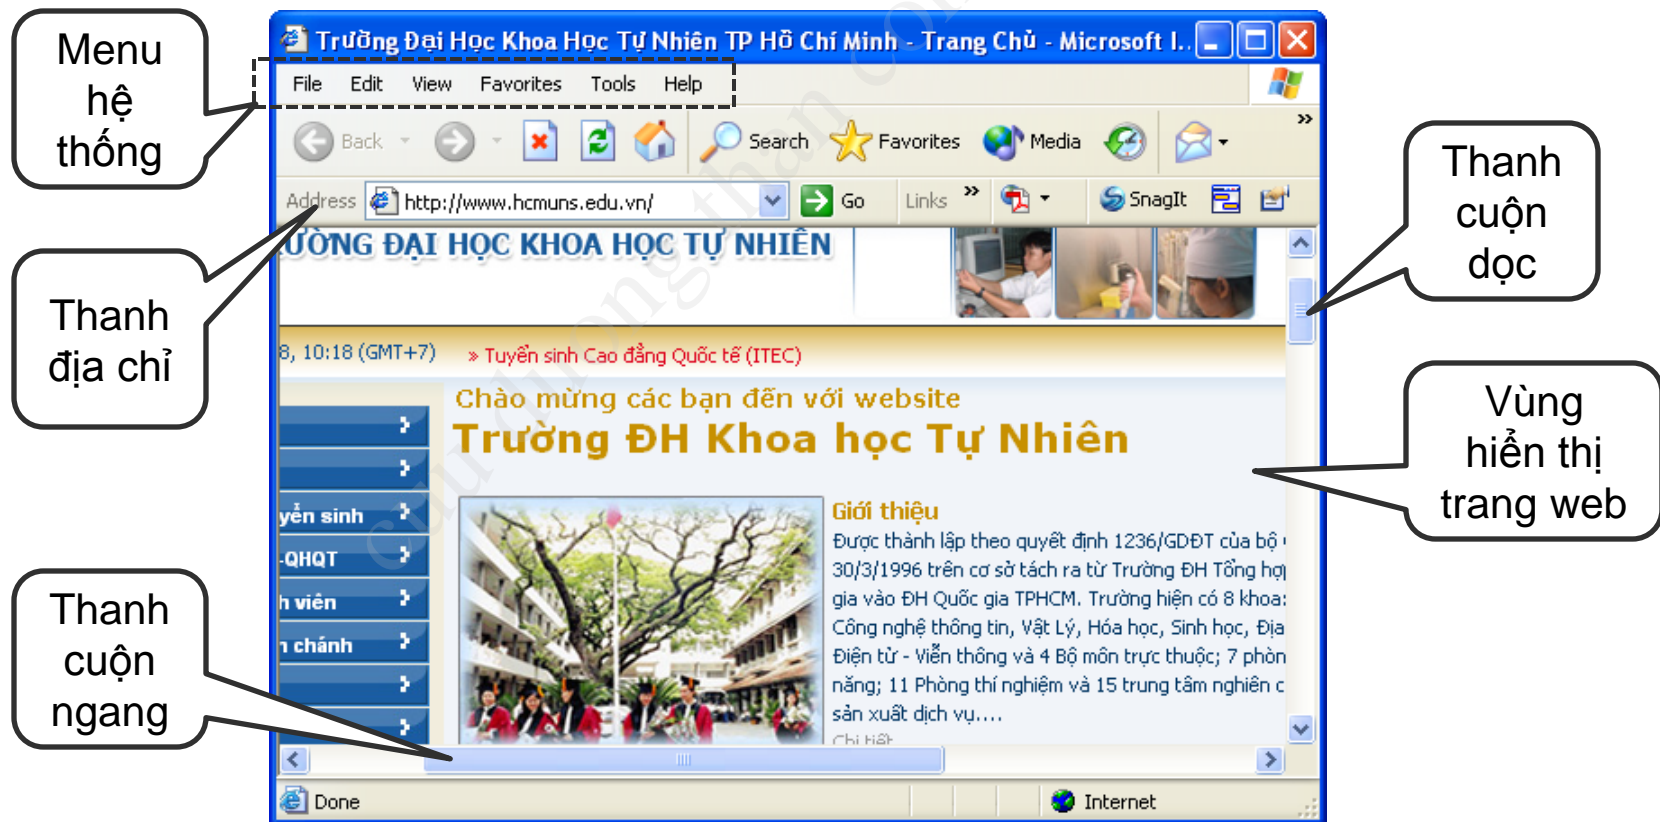 Menu
hệ
thống
Thanh
địa chỉ
Thanh
cuộn
ngang
Trường Đại Học Khoa Học Tự Nhiên TP Hồ Chí Minh - Trang Chủ - Microsoft I..
File Edit View Favorites Tools Help
Back Search Favorites Media »
Address http://www.hcmuns.edu.vn/ Go Links » SnagIt
ƯỜNG ĐẠI HỌC KHOA HỌC TỰ NHIÊN
8, 10:18 (GMT+7) » Tuyển sinh Cao đẳng Quốc tế (ITEC)
Chào mừng các bạn đến với website
Trường ĐH Khoa học Tự Nhiên
yển sinh
-QHQT
h viên
n chánh
Giới thiệu
Được thành lập theo quyết định 1236/GDĐT của bộ
30/3/1996 trên cơ sở tách ra từ Trường ĐH Tổng hợp
gia vào ĐH Quốc gia TPHCM. Trường hiện có 8 khoa:
Công nghệ thông tin, Vật Lý, Hóa học, Sinh học, Địa
Điện tử - Viễn thông và 4 Bộ môn trực thuộc; 7 phòn
năng; 11 Phòng thí nghiệm và 15 trung tâm nghiên c
sản xuất dịch vụ....
Chi tiết
Done Internet
Thanh
cuộn
dọc
Vùng
hiển thị
trang web